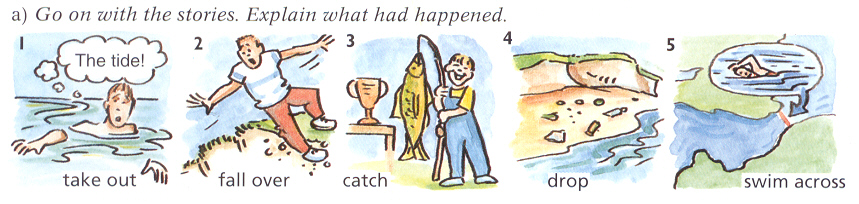 a) Go on with the stories. Explain what had happened.
1 2 3 4 5
The tide!
take out fall over catch drop swim across